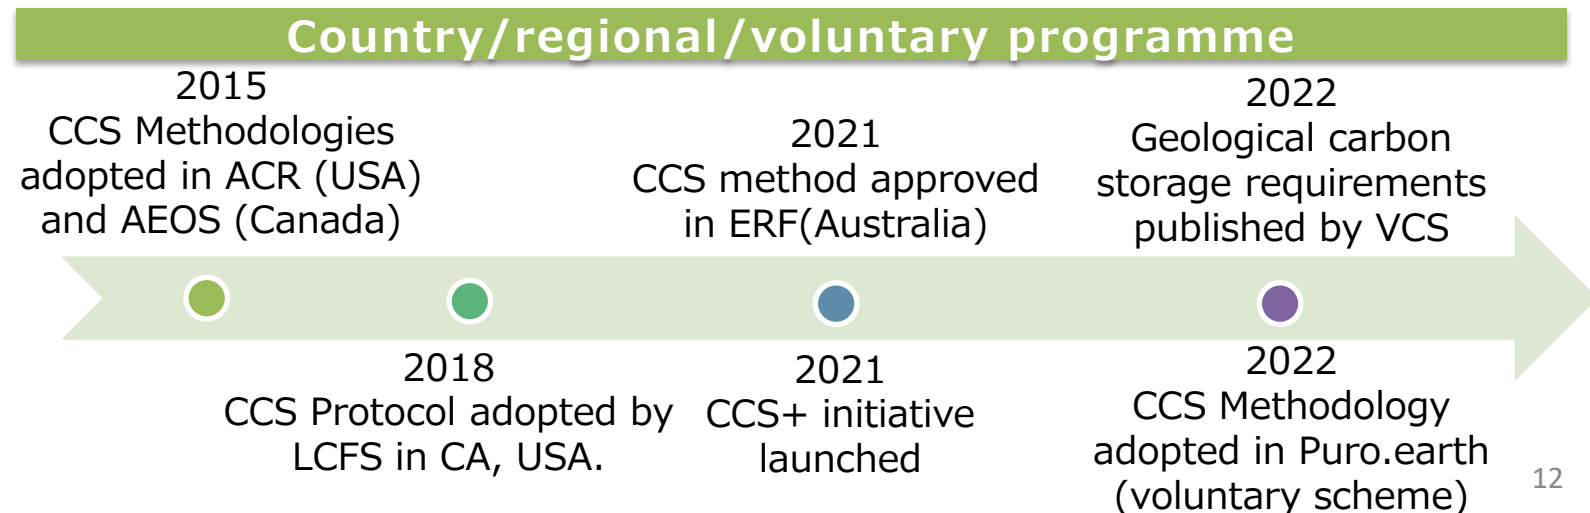 Country/regional/voluntary programme
2015
CCS Methodologies
adopted in ACR (USA)
and AEOS (Canada)
2018
CCS Protocol adopted by
LCFS in CA, USA.
2021
CCS method approved
in ERF(Australia)
2021
CCS+ initiative
launched
2022
Geological carbon
storage requirements
published by VCS
2022
CCS Methodology
adopted in Puro.earth
(voluntary scheme)
12